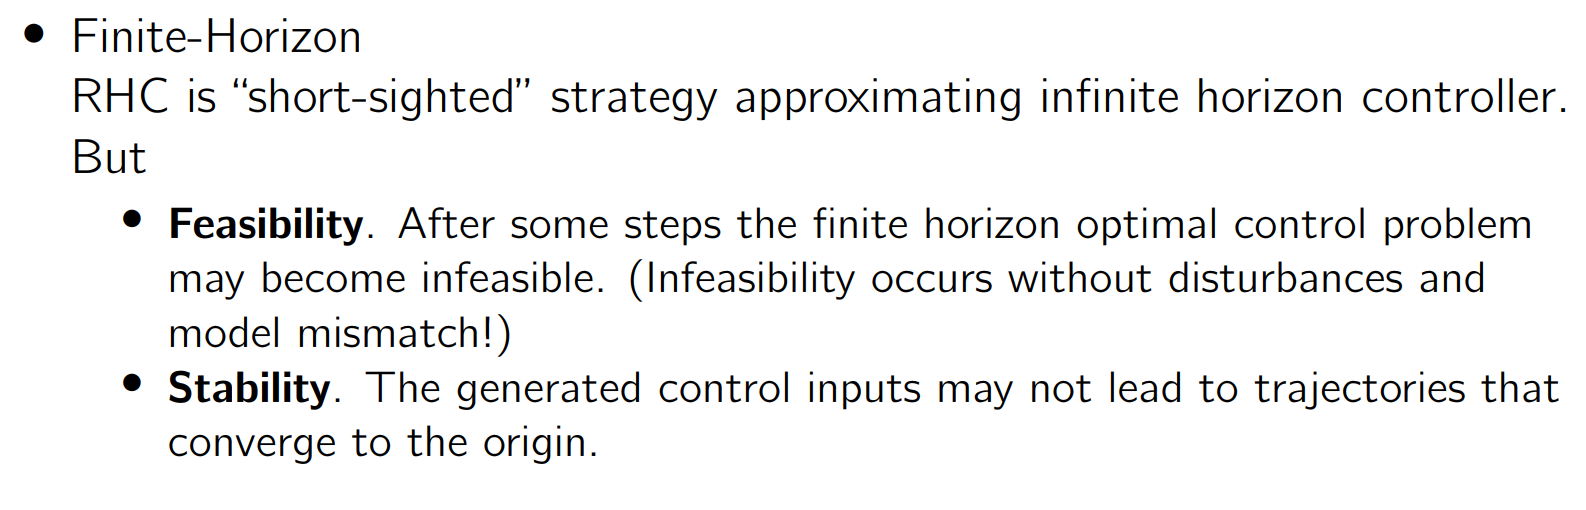 • Finite-Horizon
RHC is “short-sighted” strategy approximating infinite horizon controller.
But
• Feasibility. After some steps the finite horizon optimal control problem
may become infeasible. (Infeasibility occurs without disturbances and
model mismatch!)
• Stability. The generated control inputs may not lead to trajectories that
converge to the origin.